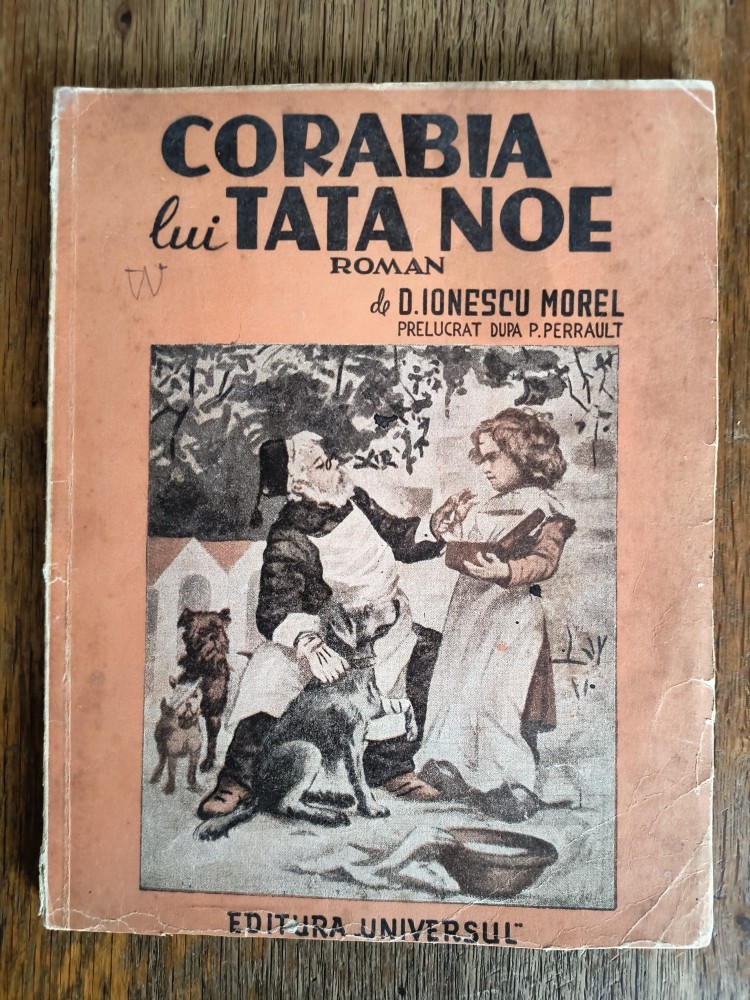 CORABIA
lui TATA NOE
ROMAN
de D.IONESCU MOREL
PRELUCRAT DUPA P.PERRAULT
EDITURA UNIVERSUL"